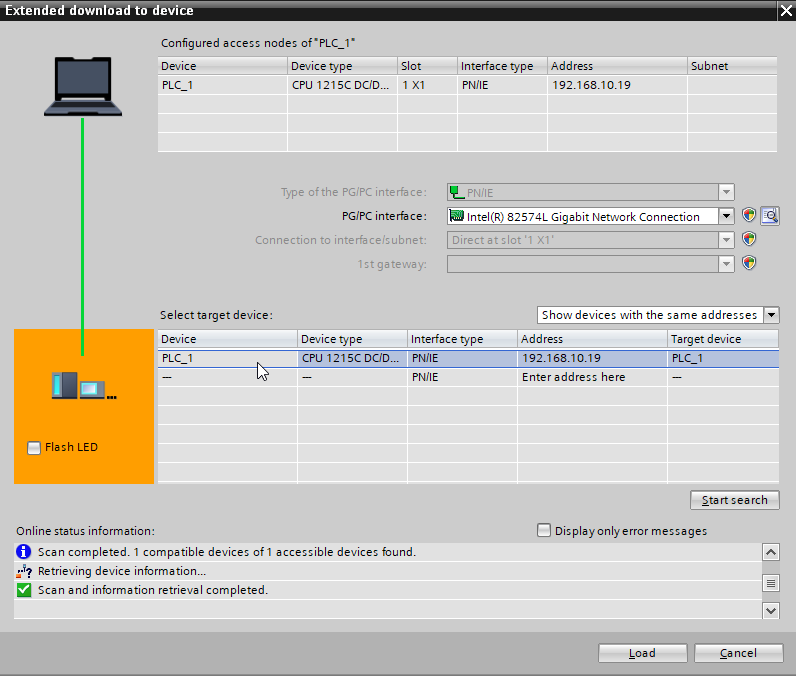 Extended download to device
Configured access nodes of "PLC_1"
Device Device type Slot Interface type Address Subnet
PLC_1 CPU 1215C DC/D... 1 X1 PN/IE 192.168.10.19
Type of the PG/PC interface: PN/IE
PG/PC interface: Intel(R) 82574L Gigabit Network Connection
Connection to interface/subnet: Direct at slot '1 X1'
1st gateway:
Select target device: Show devices with the same addresses
Device Device type Interface type Address Target device
PLC_1 CPU 1215C DC/D... PN/IE 192.168.10.19 PLC_1
— — PN/IE Enter address here —
Flash LED
Start search
Online status information: Display only error messages
Scan completed. 1 compatible devices of 1 accessible devices found.
Retrieving device information...
Scan and information retrieval completed.
Load Cancel